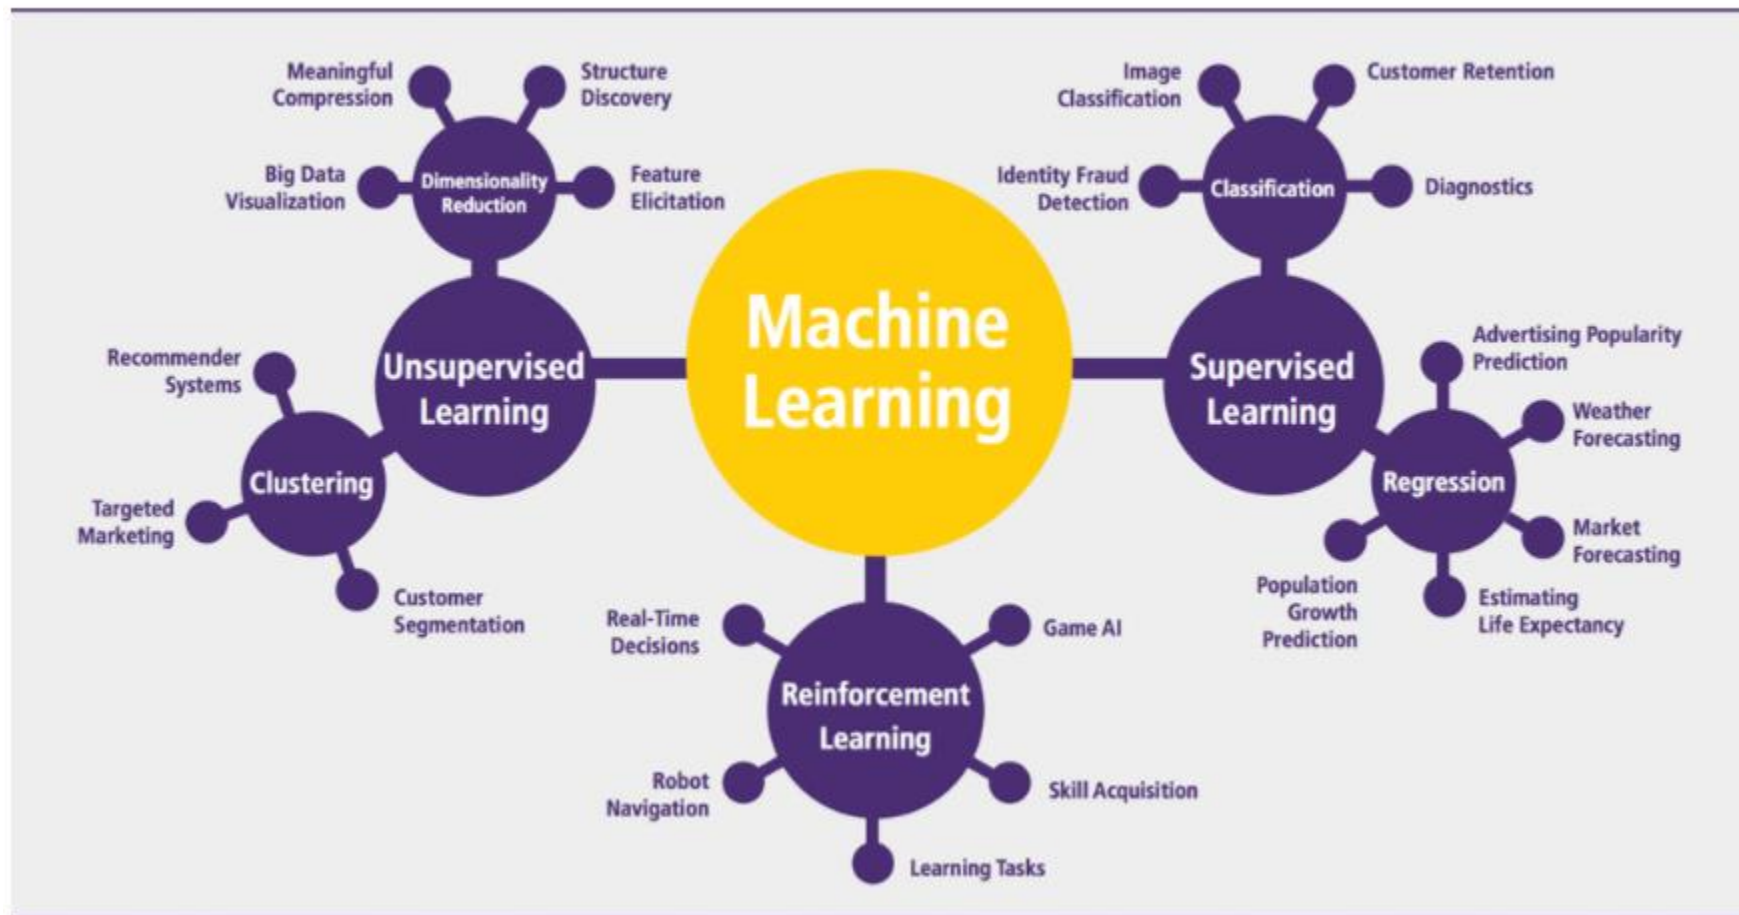 Meaningful
Compression
Structure
Discovery
Big Data
Visualization
Dimensionality
Reduction
Feature
Elicitation
Image
Classification
Customer Retention
Identity Fraud
Detection
Classification
Diagnostics
Machine
Learning
Unsupervised
Learning
Recommender
Systems
Clustering
Targeted
Marketing
Customer
Segmentation
Supervised
Learning
Advertising Popularity
Prediction
Weather
Forecasting
Regression
Market
Forecasting
Population
Growth
Prediction
Estimating
Life Expectancy
Real-Time
Decisions
Game AI
Reinforcement
Learning
Robot
Navigation
Skill Acquisition
Learning Tasks